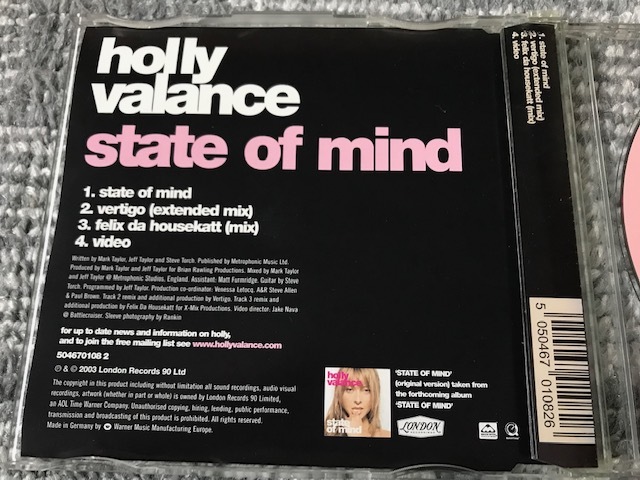 holly
valance
state of mind
1. state of mind
2. vertigo (extended mix)
3. felix da housekatt (mix)
4. video
Written by Mark Taylor, Jeff Taylor and Steve Torch. Published by Metrophonic Music Ltd.
Produced by Mark Taylor and Jeff Taylor for Brian Rawling Productions. Mixed by Mark Taylor
and Jeff Taylor @ Metrophonic Studios, England. Assistant: Matt Furmridge. Guitar by Steve
Torch. Programmed by Jeff Taylor. Production co-ordinator: Venessa Letocq. A&R Steve Allen
& Paul Brown. Track 2 remix and additional production by Vertigo. Track 3 remix and
additional production by Felix Da Housekatt for X-Mix Productions. Video director: Jake Nava
@ Battlecruiser. Sleeve photography by Rankin
for up to date news and information on holly,
and to join the free mailing list see www.hollyvalance.com
504670108 2
℗ & © 2003 London Records 90 Ltd
The copyright in this product including without limitation all sound recordings, audio visual
recordings, artwork (whether in part or whole) is owned by London Records 90 Limited,
an AOL Time Warner Company. Unauthorised copying, hiring, lending, public performance,
transmission and broadcasting of this product is prohibited. All rights reserved.
Made in Germany by Warner Music Manufacturing Europe.
holly
valance
state
of mind
'STATE OF MIND'
(original version) taken from
the forthcoming album
'STATE OF MIND'
LONDON
RECORDINGS
1. state of mind
2. vertigo (extended mix)
3. felix da housekatt (mix)
4. video
5 050467 010826